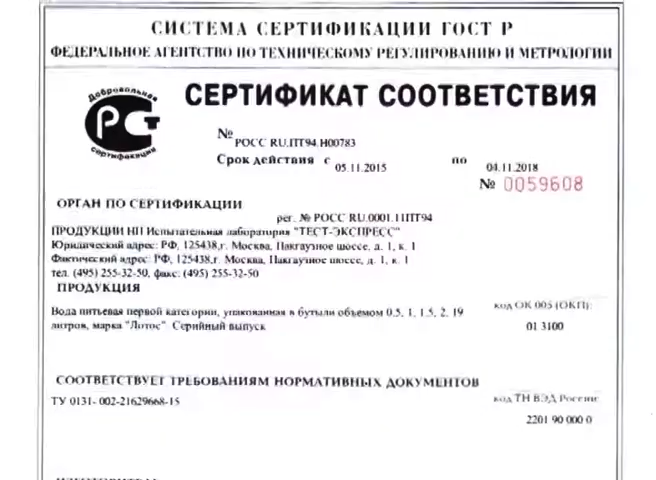 СИСТЕМА СЕРТИФИКАЦИИ ГОСТ Р
ФЕДЕРАЛЬНОЕ АГЕНТСТВО ПО ТЕХНИЧЕСКОМУ РЕГУЛИРОВАНИЮ И МЕТРОЛОГИИ
Добровольная
РСТ
сертификация
СЕРТИФИКАТ СООТВЕТСТВИЯ
№ РОСС RU.ПТ94.Н00783
Срок действия с 05.11.2015 по 04.11.2018
№ 0059608
ОРГАН ПО СЕРТИФИКАЦИИ
рег. № РОСС RU.0001.11ПТ94
ПРОДУКЦИИ НП Испытательная лаборатория "ТЕСТ-ЭКСПРЕСС"
Юридический адрес: РФ, 125438,г. Москва, Пакгаузное шоссе, д. 1, к. 1
Фактический адрес: РФ, 125438,г. Москва, Пакгаузное шоссе, д. 1, к. 1
тел. (495) 255-32-50, факс: (495) 255-32-50
ПРОДУКЦИЯ
Вода питьевая первой категории, упакованная в бутыли объемом 0.5, 1, 1.5, 2, 19
литров, марка "Лотос" Серийный выпуск
код ОК 005 (ОКП):
01 3100
СООТВЕТСТВУЕТ ТРЕБОВАНИЯМ НОРМАТИВНЫХ ДОКУМЕНТОВ
ТУ 0131- 002-21629668-15
код ТН ВЭД России:
2201 90 000 0